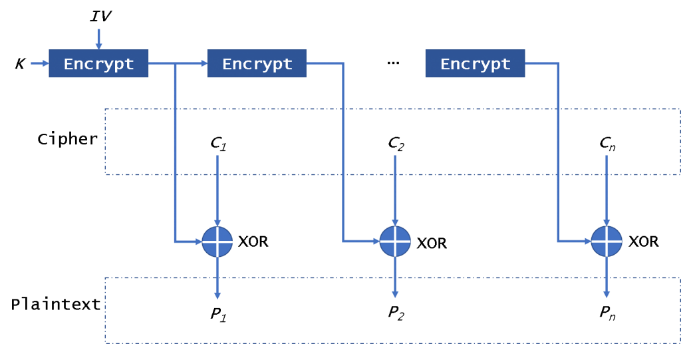 IV
K
Encrypt
Encrypt
...
Encrypt
Cipher
C1
C2
Cn
XOR
XOR
XOR
Plaintext
P1
P2
Pn